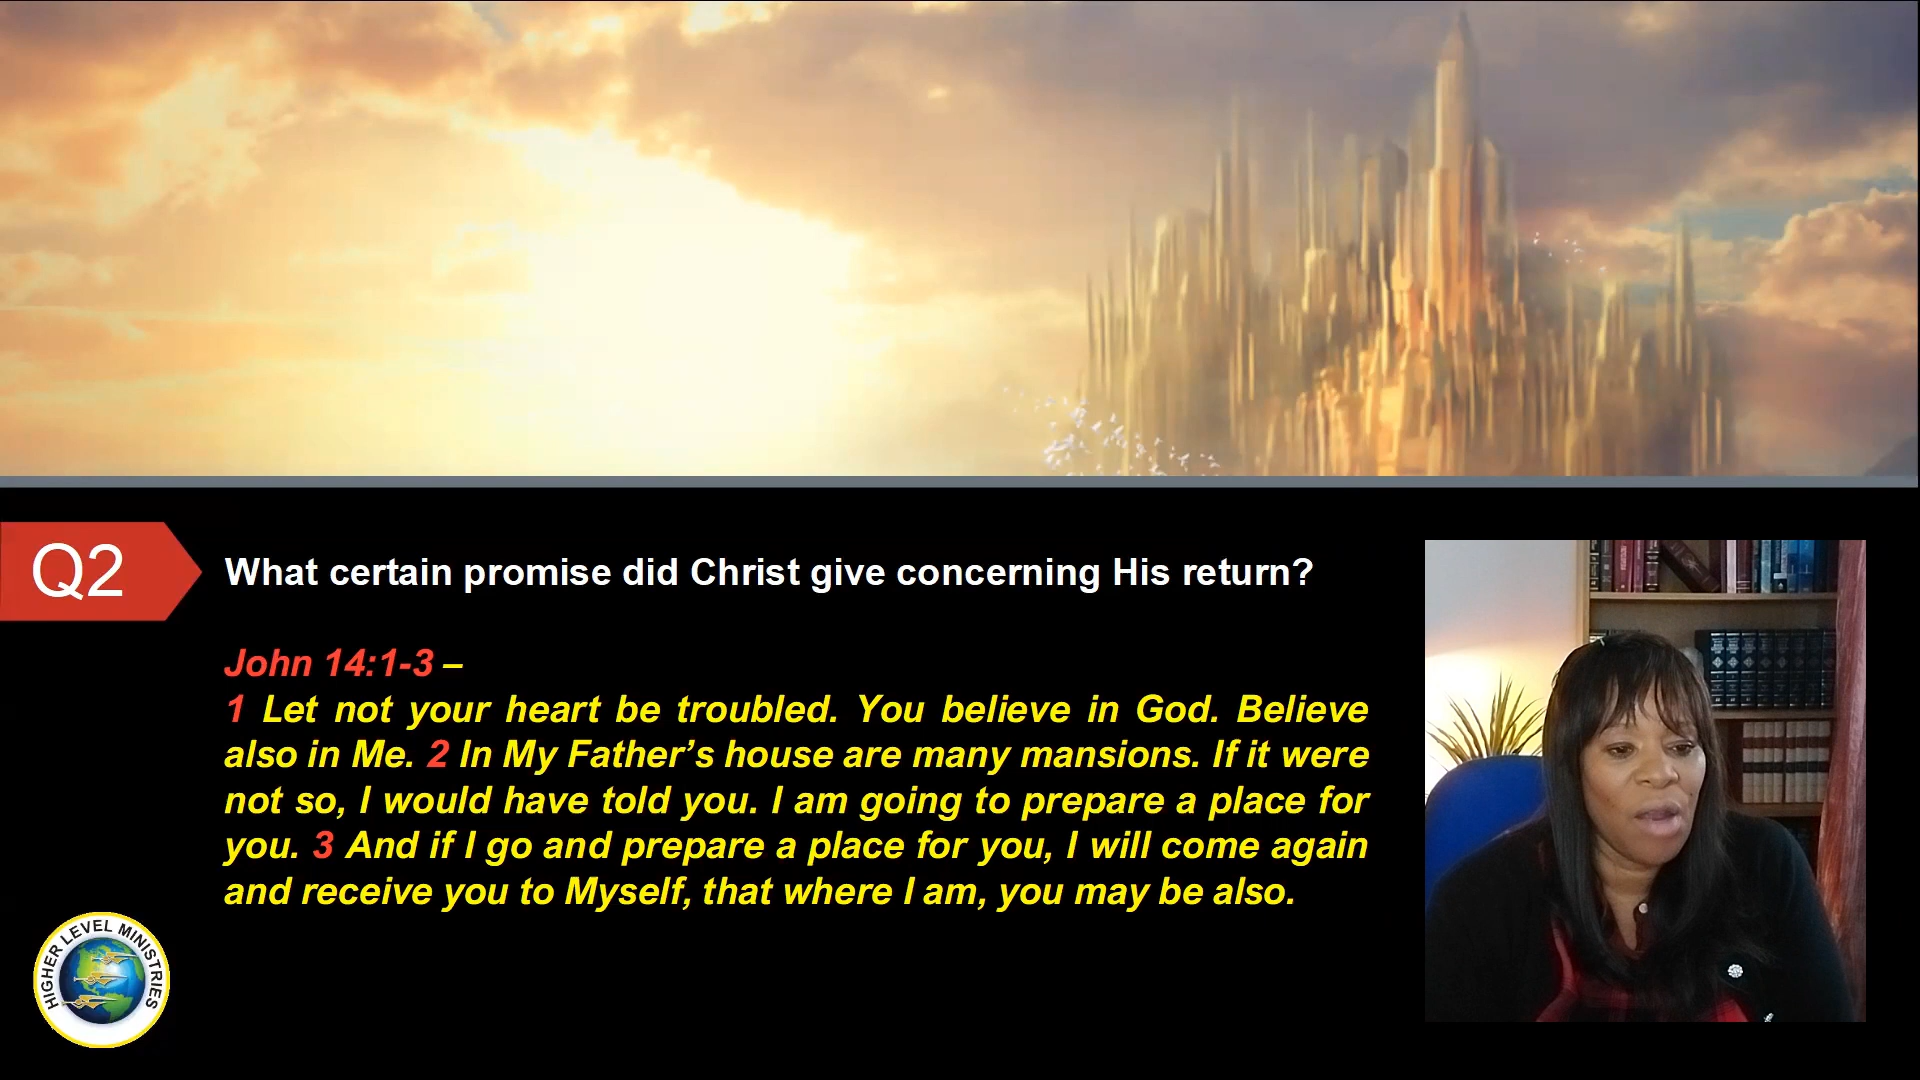 Q2
What certain promise did Christ give concerning His return?
John 14:1-3 –
1 Let not your heart be troubled. You believe in God. Believe
also in Me. 2 In My Father’s house are many mansions. If it were
not so, I would have told you. I am going to prepare a place for
you. 3 And if I go and prepare a place for you, I will come again
and receive you to Myself, that where I am, you may be also.
HIGHER LEVEL MINISTRIES